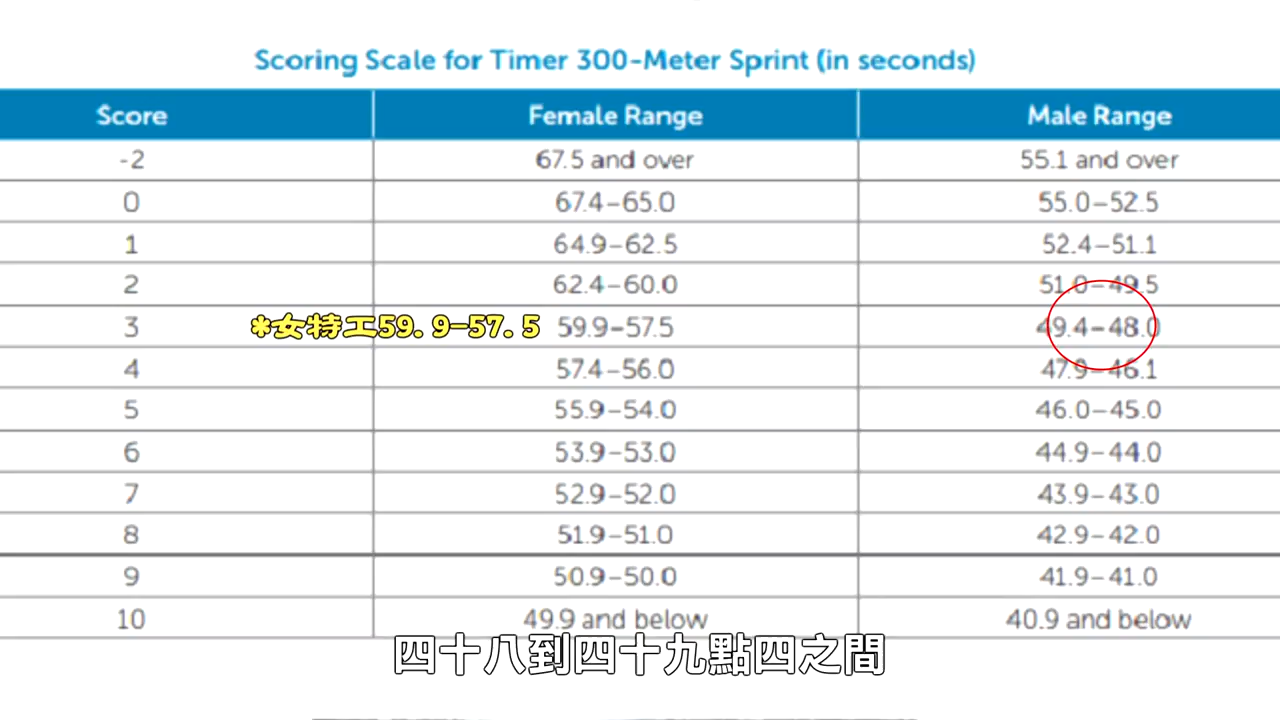 Scoring Scale for Timer 300-Meter Sprint (in seconds)
Score Female Range Male Range
-2 67.5 and over 55.1 and over
0 67.4–65.0 55.0–52.5
1 64.9–62.5 52.4–51.1
2 62.4–60.0 51.0–49.5
3 *女特工59.9-57.5 59.9–57.5 49.4–48.0
4 57.4–56.0 47.9–46.1
5 55.9–54.0 46.0–45.0
6 53.9–53.0 44.9–44.0
7 52.9–52.0 43.9–43.0
8 51.9–51.0 42.9–42.0
9 50.9–50.0 41.9–41.0
10 49.9 and below 40.9 and below
四十八到四十九點四之間